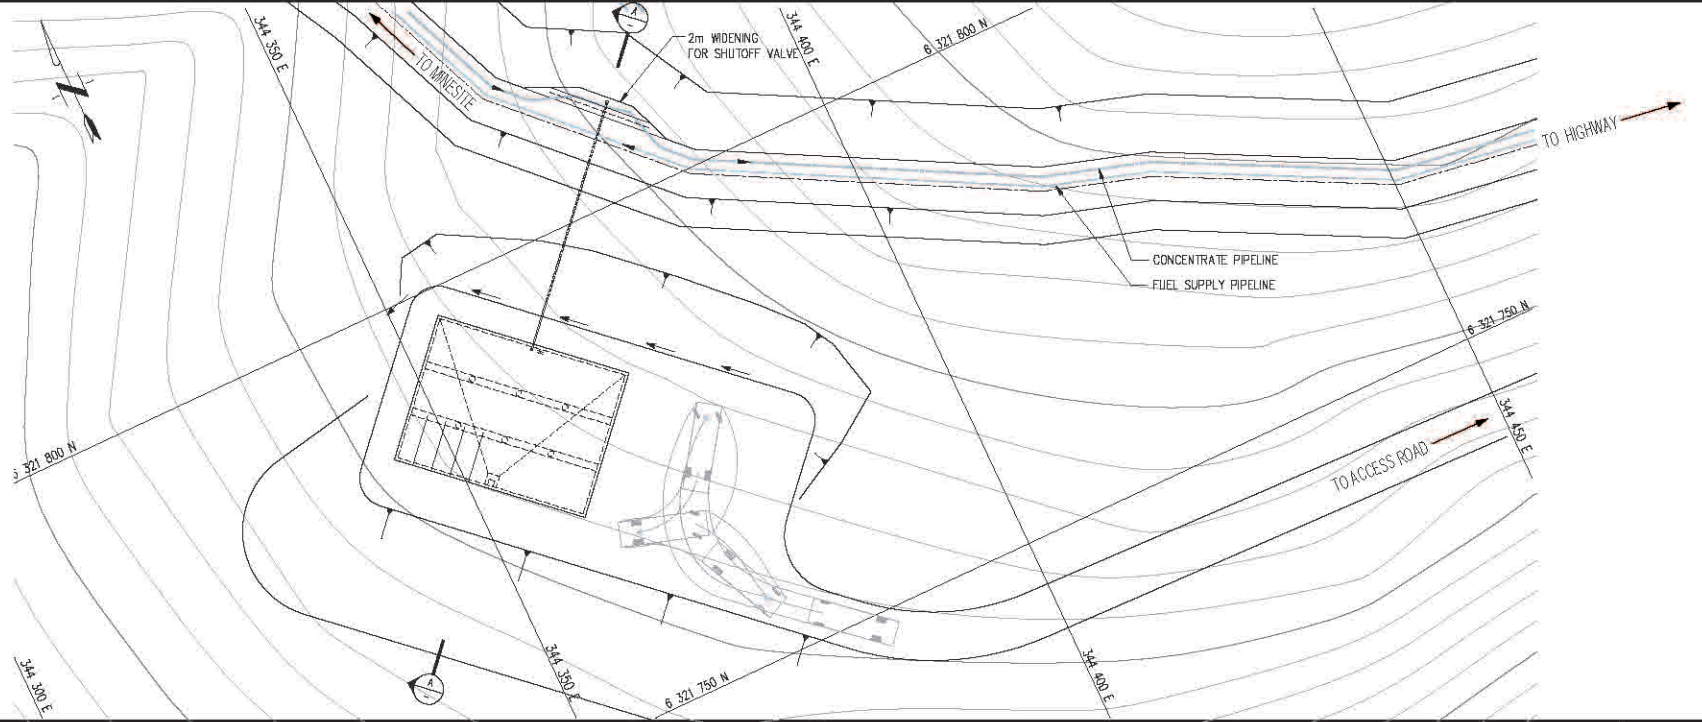 344 350 E
A
2m WIDENING
FOR SHUTOFF VALVE
344 400 E
6 321 800 N
TO MINESITE
TO HIGHWAY
N
CONCENTRATE PIPELINE
FUEL SUPPLY PIPELINE
6 321 750 N
344 450 E
6 321 800 N
TO ACCESS ROAD
344 300 E
A
344 350 E
6 321 750 N
344 400 E